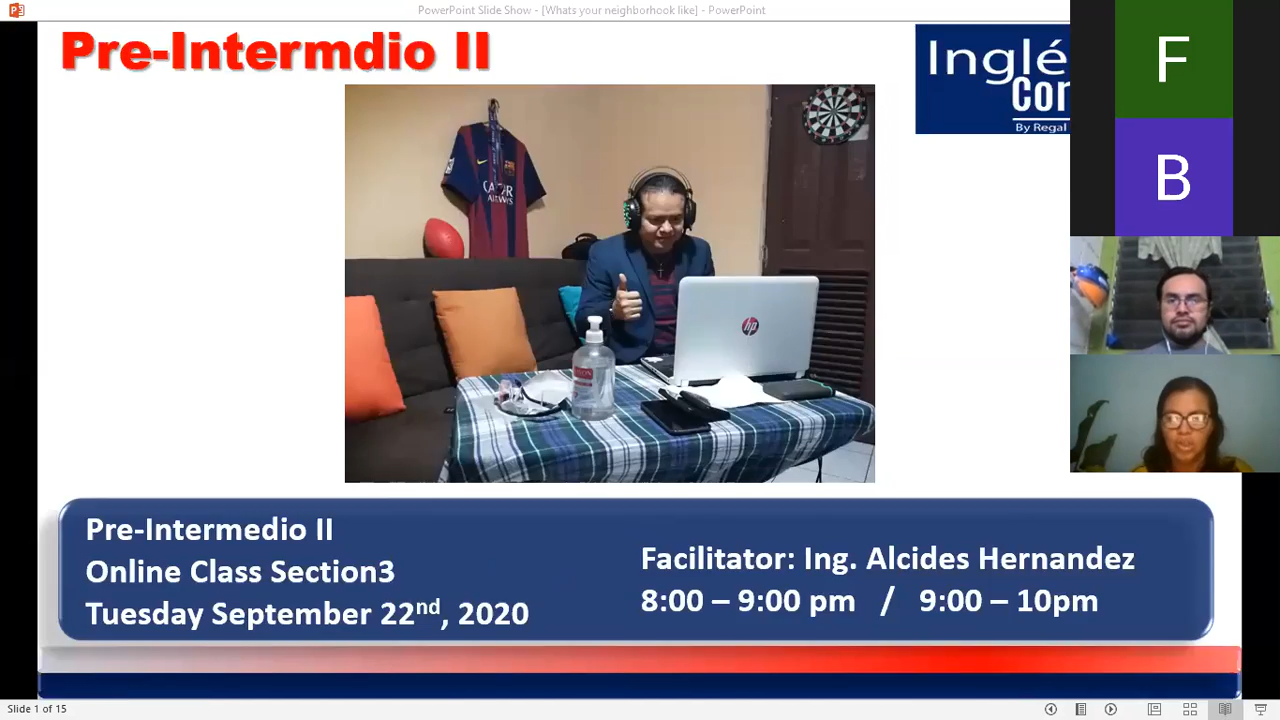 PowerPoint Slide Show - [Whats your neighborhook like] - PowerPoint
Pre-Intermdio II
Inglé
Cor
By Regal
F
B
QATAR
AIRWAYS
hp
Pre-Intermedio II
Online Class Section3
Tuesday September 22nd, 2020
Facilitator: Ing. Alcides Hernandez
8:00 – 9:00 pm / 9:00 – 10pm
Slide 1 of 15